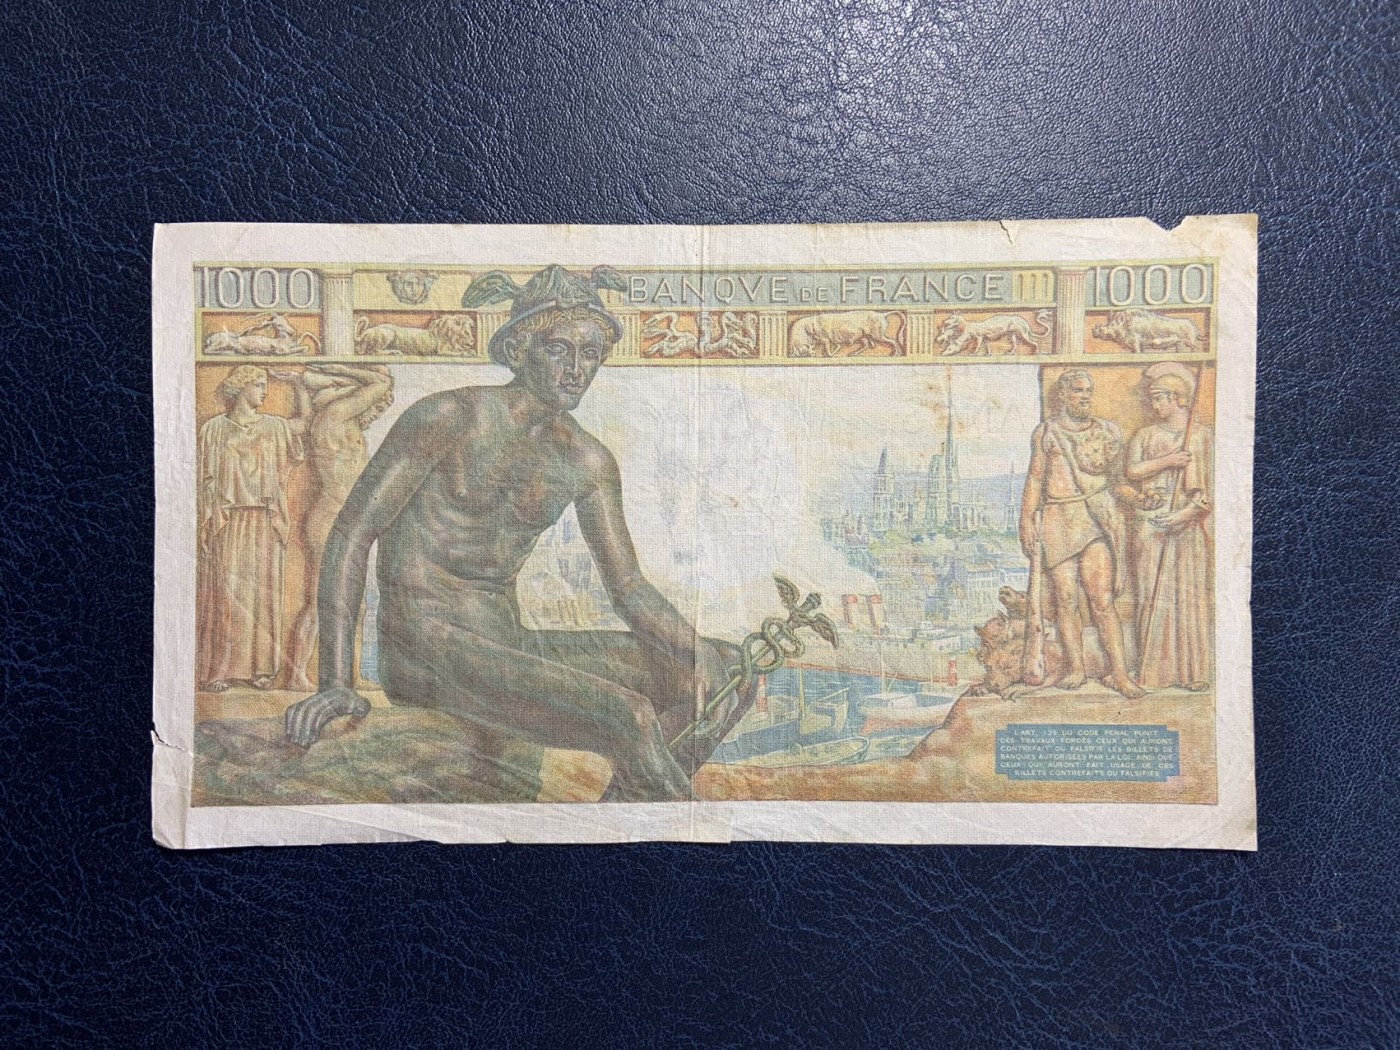 1000 BANQVE DE FRANCE 1000
L'ART. 139 DU CODE PENAL PUNIT
DES TRAVAUX FORCÉS CEUX QUI AURONT
CONTREFAIT OU FALSIFIÉ LES BILLETS DE
BANQUES AUTORISÉES PAR LA LOI, AINSI QUE
CEUX QUI AURONT FAIT USAGE DE CES
BILLETS CONTREFAITS OU FALSIFIÉS